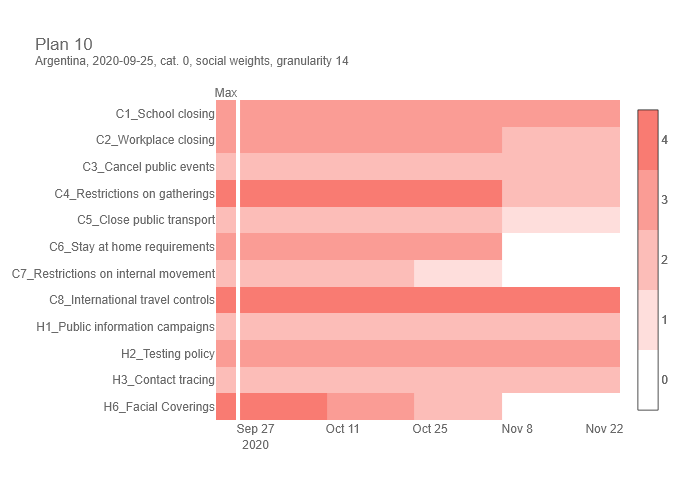 Plan 10
Argentina, 2020-09-25, cat. 0, social weights, granularity 14
Max
C1_School closing
C2_Workplace closing
C3_Cancel public events
C4_Restrictions on gatherings
C5_Close public transport
C6_Stay at home requirements
C7_Restrictions on internal movement
C8_International travel controls
H1_Public information campaigns
H2_Testing policy
H3_Contact tracing
H6_Facial Coverings
4
3
2
1
0
Sep 27 Oct 11 Oct 25 Nov 8 Nov 22
2020